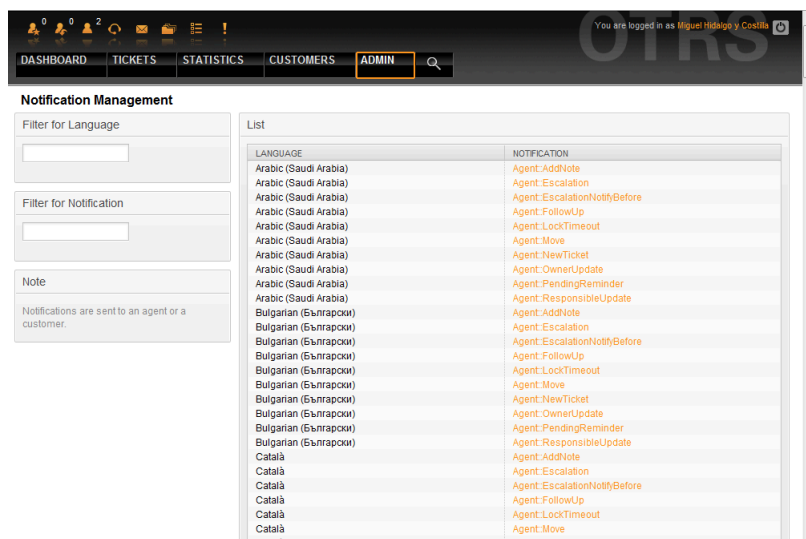 0 0 2
You are logged in as Miguel Hidalgo y Costilla
OTRS
DASHBOARD TICKETS STATISTICS CUSTOMERS ADMIN
Notification Management
Filter for Language
Filter for Notification
Note
Notifications are sent to an agent or a
customer.
List
LANGUAGE NOTIFICATION
Arabic (Saudi Arabia) Agent::AddNote
Arabic (Saudi Arabia) Agent::Escalation
Arabic (Saudi Arabia) Agent::EscalationNotifyBefore
Arabic (Saudi Arabia) Agent::FollowUp
Arabic (Saudi Arabia) Agent::LockTimeout
Arabic (Saudi Arabia) Agent::Move
Arabic (Saudi Arabia) Agent::NewTicket
Arabic (Saudi Arabia) Agent::OwnerUpdate
Arabic (Saudi Arabia) Agent::PendingReminder
Arabic (Saudi Arabia) Agent::ResponsibleUpdate
Bulgarian (Български) Agent::AddNote
Bulgarian (Български) Agent::Escalation
Bulgarian (Български) Agent::EscalationNotifyBefore
Bulgarian (Български) Agent::FollowUp
Bulgarian (Български) Agent::LockTimeout
Bulgarian (Български) Agent::Move
Bulgarian (Български) Agent::NewTicket
Bulgarian (Български) Agent::OwnerUpdate
Bulgarian (Български) Agent::PendingReminder
Bulgarian (Български) Agent::ResponsibleUpdate
Català Agent::AddNote
Català Agent::Escalation
Català Agent::EscalationNotifyBefore
Català Agent::FollowUp
Català Agent::LockTimeout
Català Agent::Move